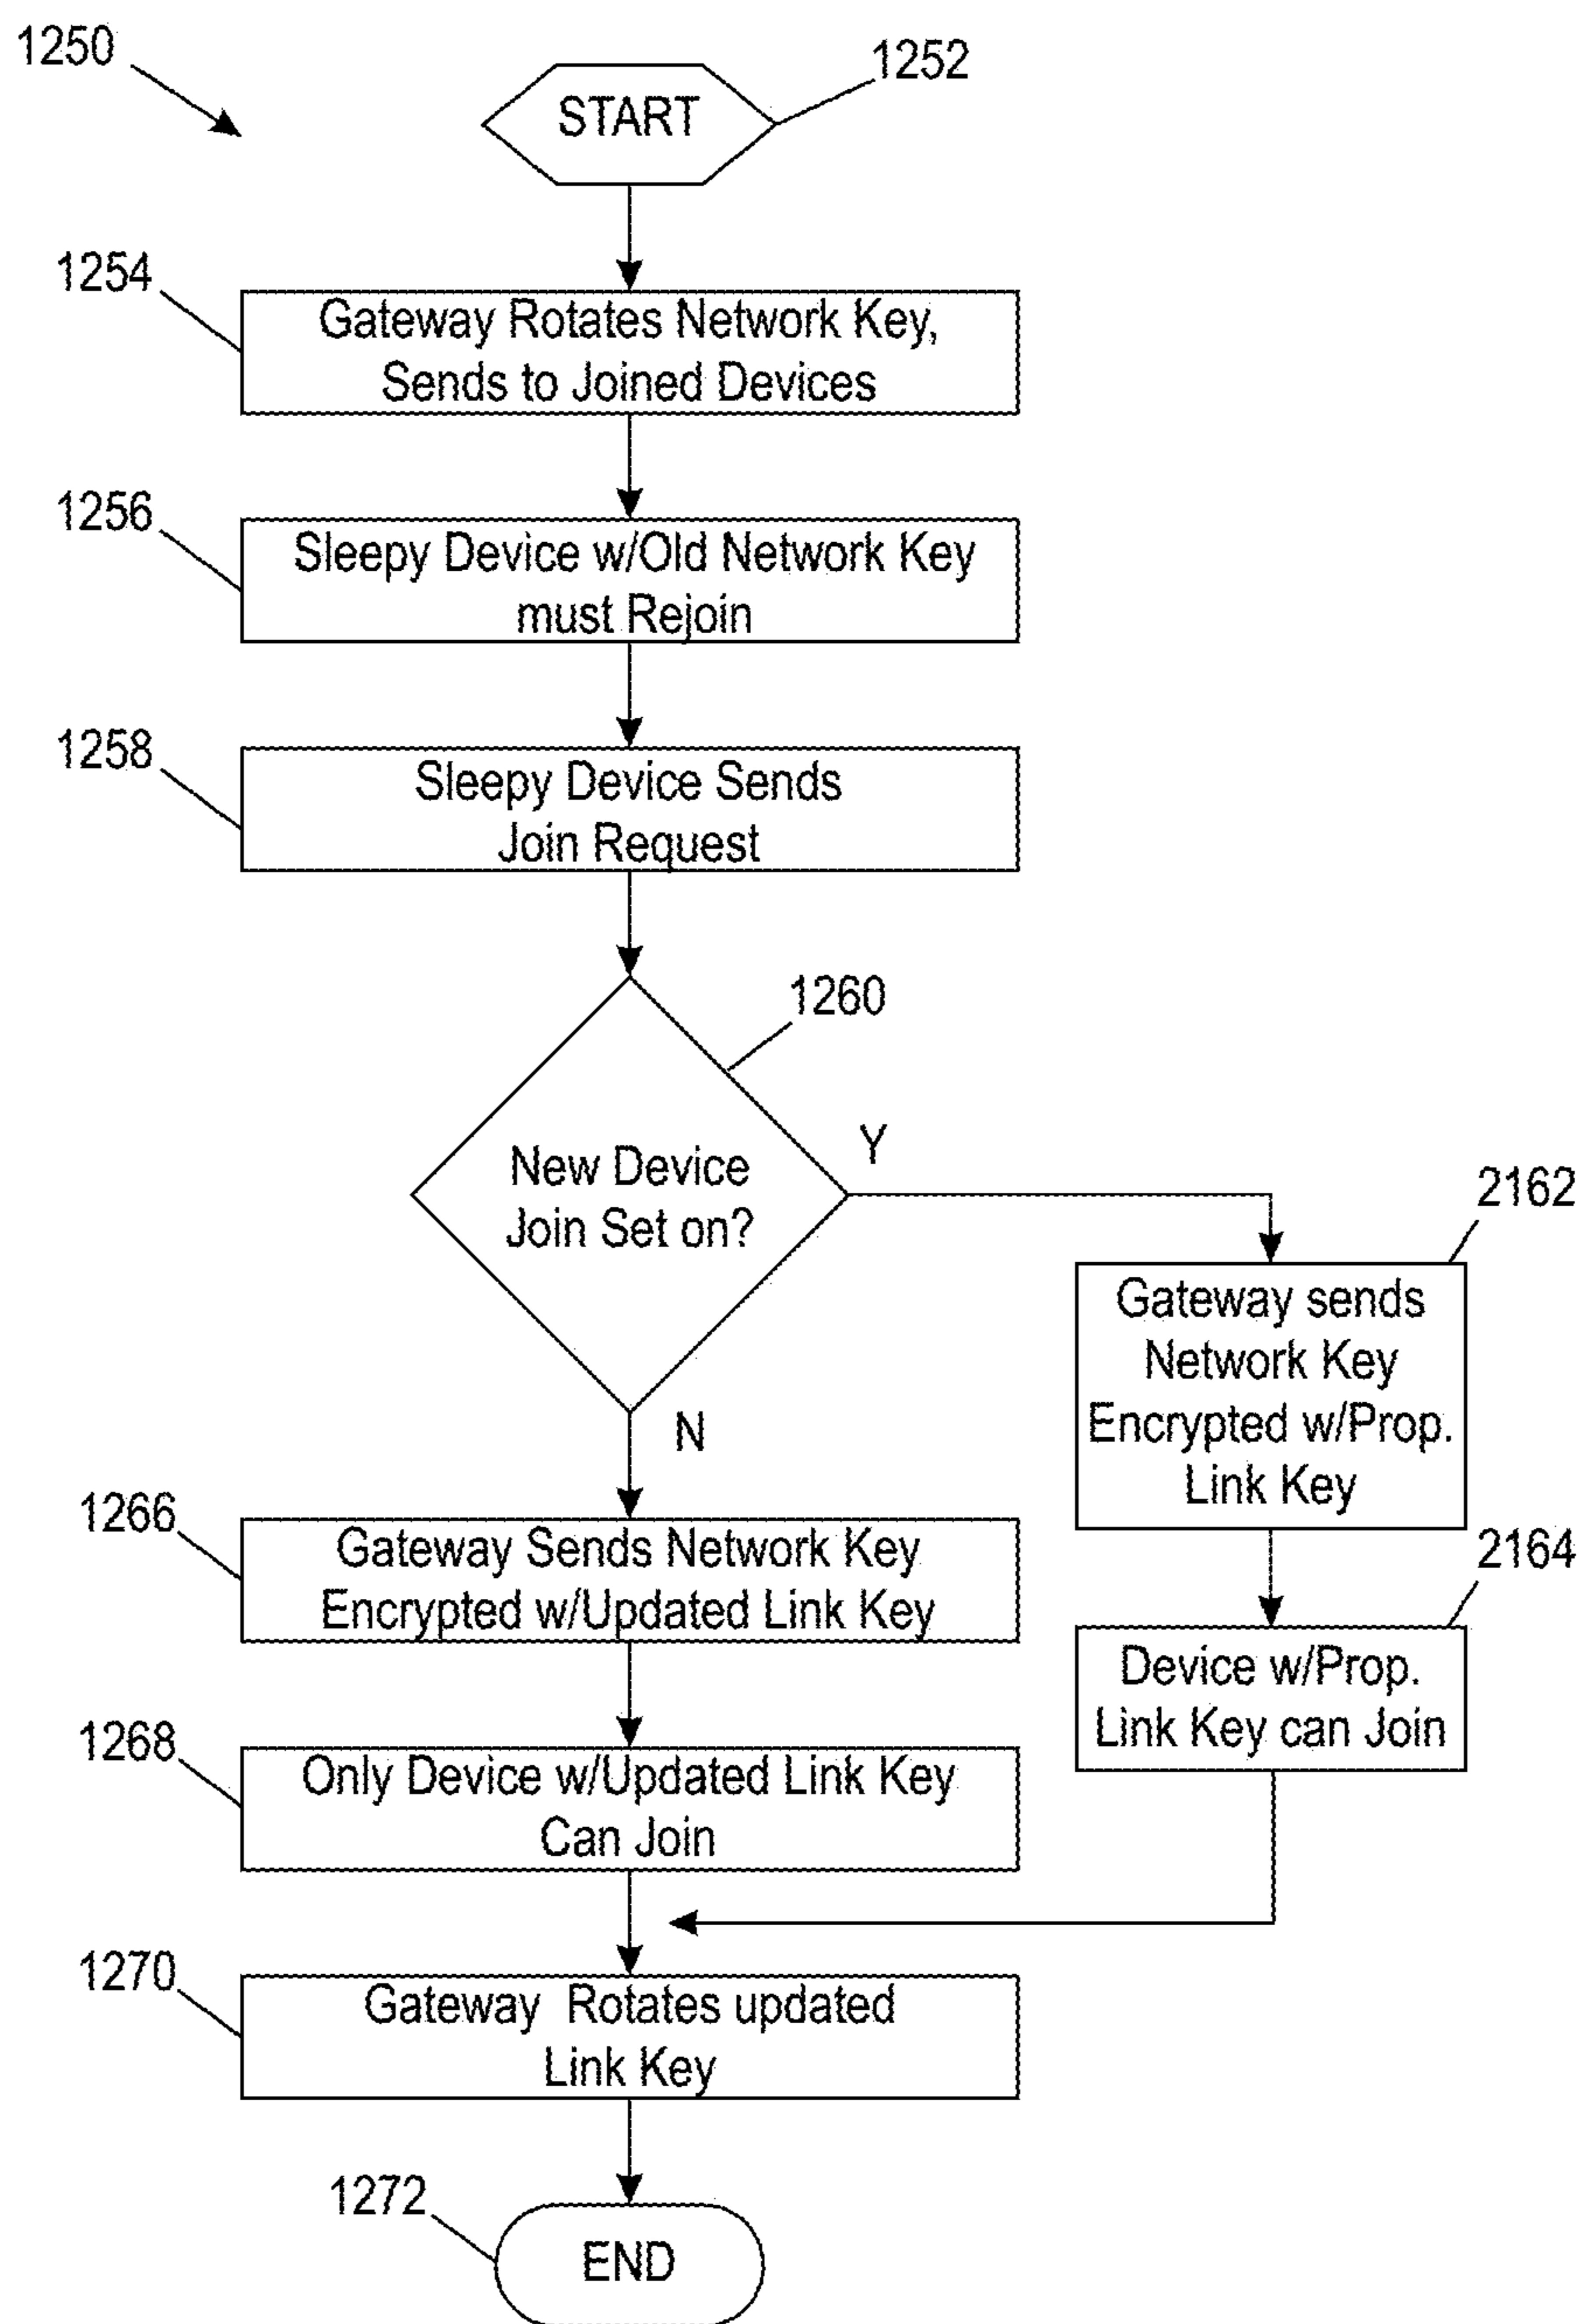 1250
1252
START
1254
Gateway Rotates Network Key,
Sends to Joined Devices
1256
Sleepy Device w/Old Network Key
must Rejoin
1258
Sleepy Device Sends
Join Request
1260
New Device
Join Set on?
Y
N
2162
Gateway sends
Network Key
Encrypted w/Prop.
Link Key
2164
Device w/Prop.
Link Key can Join
1266
Gateway Sends Network Key
Encrypted w/Updated Link Key
1268
Only Device w/Updated Link Key
Can Join
1270
Gateway Rotates updated
Link Key
1272
END